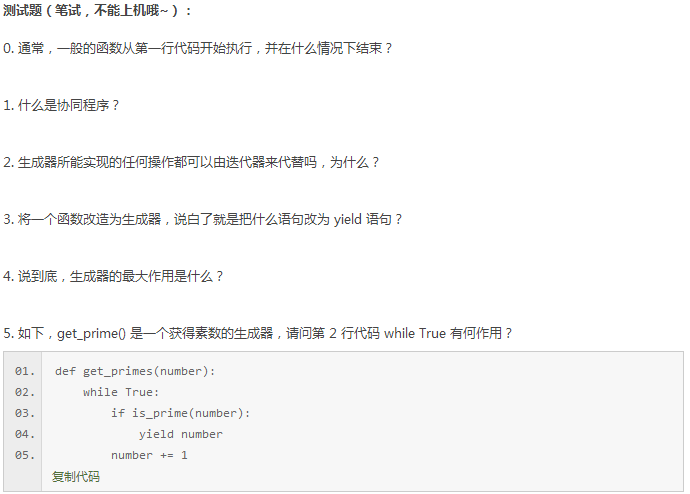 测试题(笔试,不能上机哦~):
0. 通常,一般的函数从第一行代码开始执行,并在什么情况下结束?
1. 什么是协同程序?
2. 生成器所能实现的任何操作都可以由迭代器来代替吗,为什么?
3. 将一个函数改造为生成器,说白了就是把什么语句改为 yield 语句?
4. 说到底,生成器的最大作用是什么?
5. 如下,get_prime() 是一个获得素数的生成器,请问第 2 行代码 while True 有何作用?
01. def get_primes(number):
02.     while True:
03.         if is_prime(number):
04.             yield number
05.         number += 1
复制代码